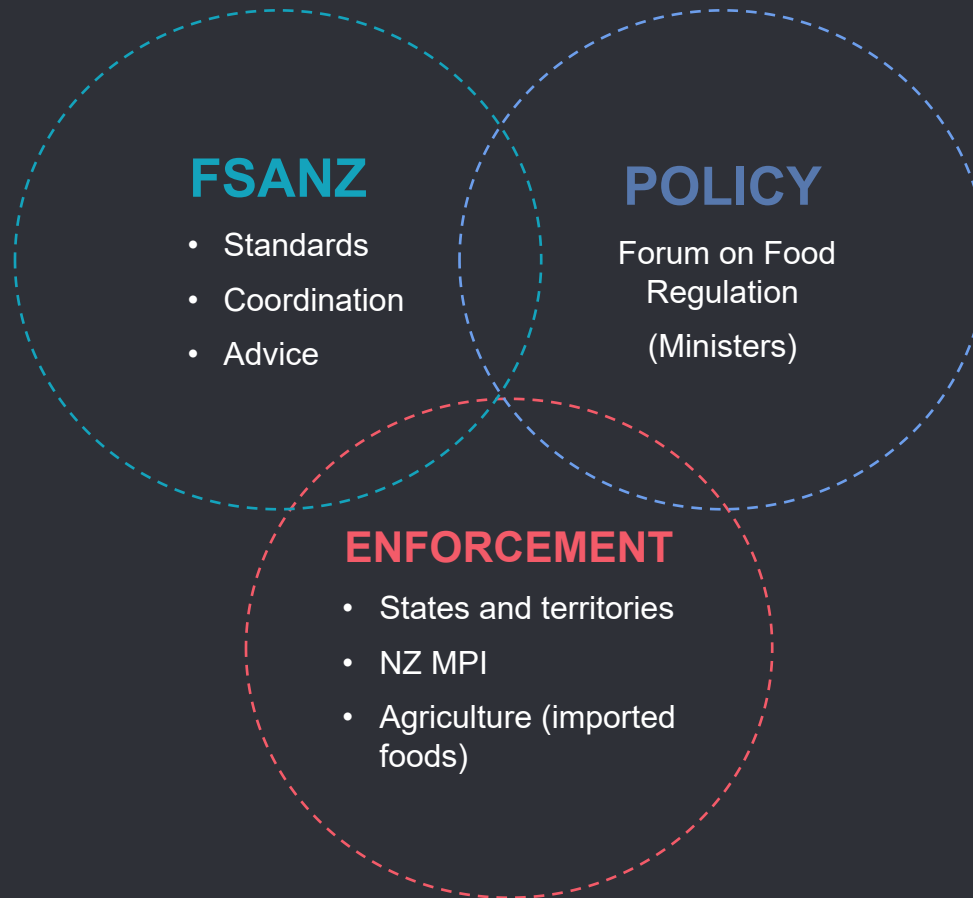 FSANZ
• Standards
• Coordination
• Advice
POLICY
Forum on Food
Regulation
(Ministers)
ENFORCEMENT
• States and territories
• NZ MPI
• Agriculture (imported
foods)